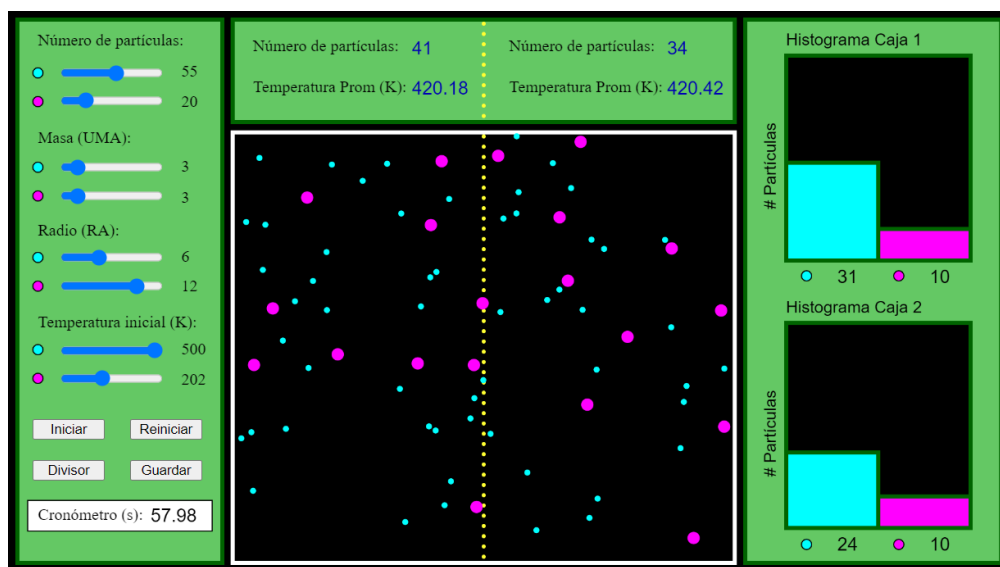 Número de partículas:
55
20
Masa (UMA):
3
3
Radio (RA):
6
12
Temperatura inicial (K):
500
202
Iniciar Reiniciar
Divisor Guardar
Cronómetro (s): 57.98
Número de partículas: 41
Temperatura Prom (K): 420.18
Número de partículas: 34
Temperatura Prom (K): 420.42
Histograma Caja 1
# Partículas
31 10
Histograma Caja 2
# Partículas
24 10